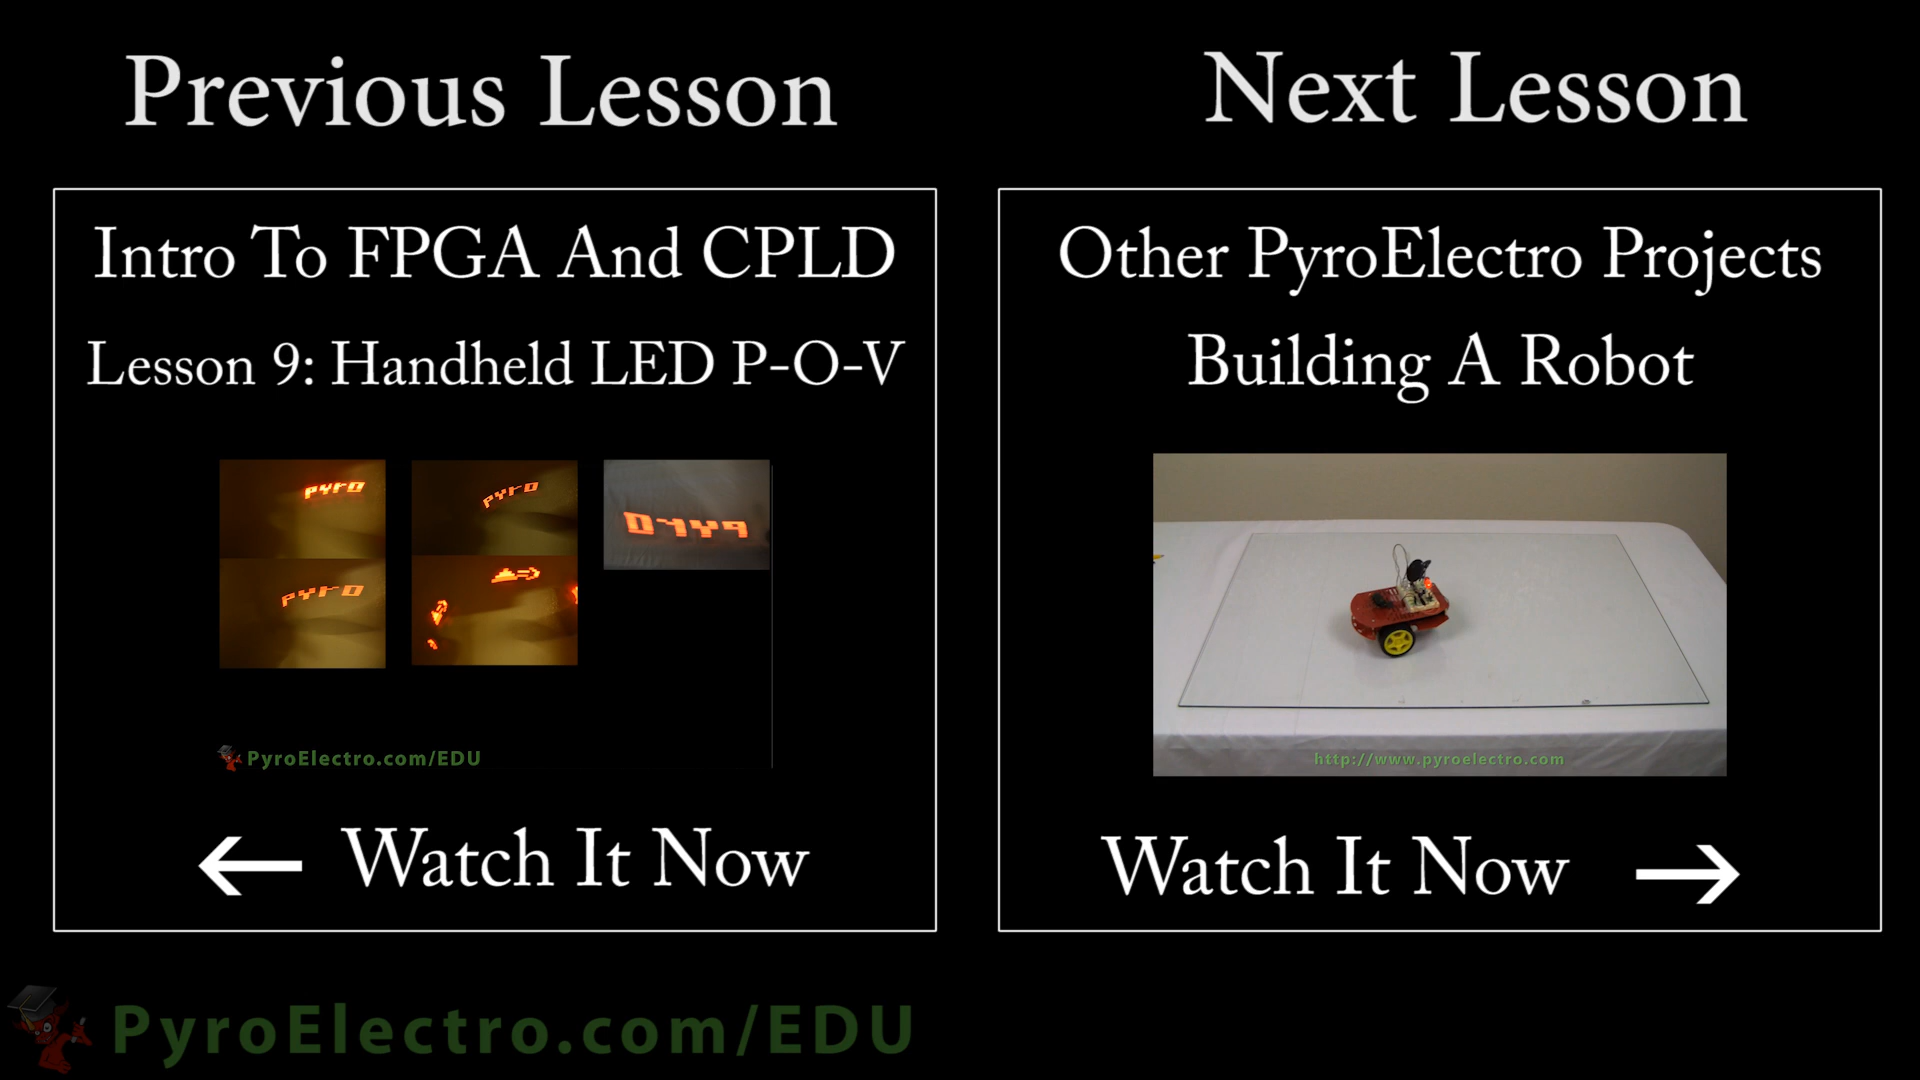 Previous Lesson
Intro To FPGA And CPLD
Lesson 9: Handheld LED P-O-V
pyro
pyro
pyro
pyro
PyroElectro.com/EDU
← Watch It Now
Next Lesson
Other PyroElectro Projects
Building A Robot
http://www.pyroelectro.com
Watch It Now →
PyroElectro.com/EDU